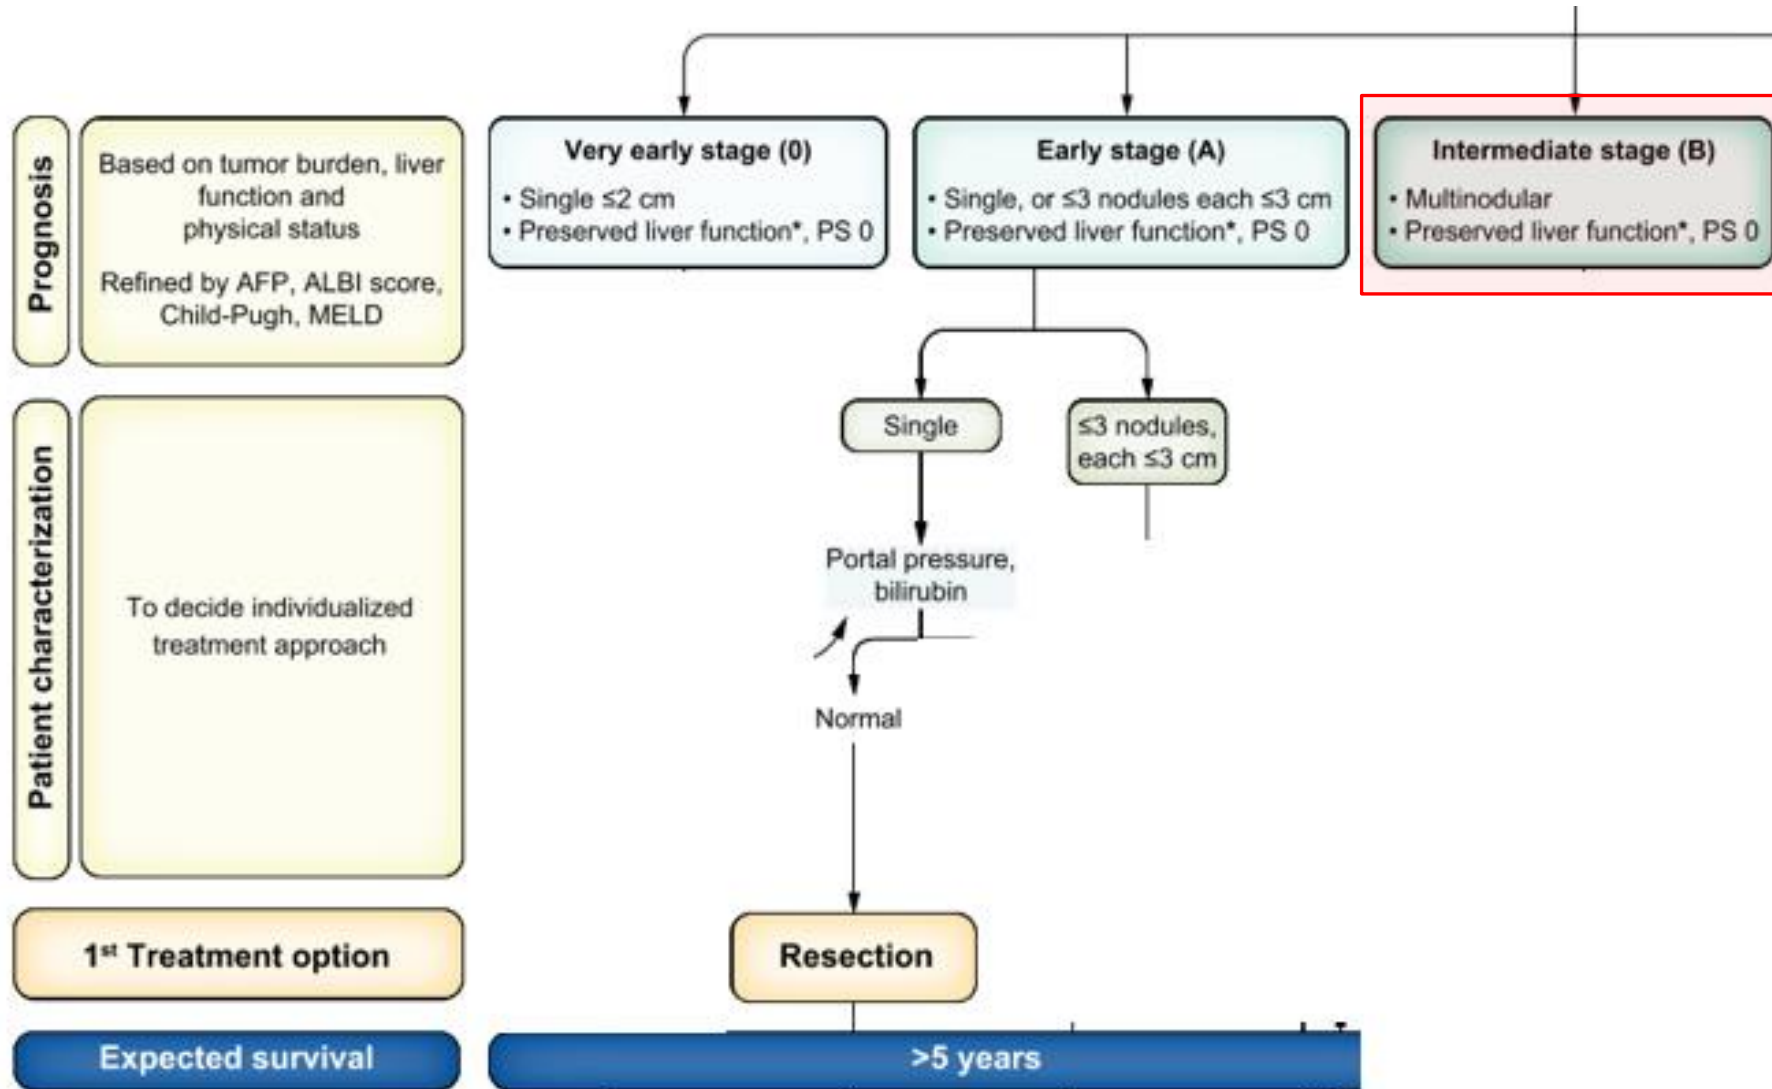 Prognosis
Based on tumor burden, liver
function and
physical status
Refined by AFP, ALBI score,
Child-Pugh, MELD
Very early stage (0)
• Single ≤2 cm
• Preserved liver function*, PS 0
Early stage (A)
• Single, or ≤3 nodules each ≤3 cm
• Preserved liver function*, PS 0
Intermediate stage (B)
• Multinodular
• Preserved liver function*, PS 0
Patient characterization
To decide individualized
treatment approach
Single
≤3 nodules,
each ≤3 cm
Portal pressure,
bilirubin
Normal
1st Treatment option
Resection
Expected survival
>5 years